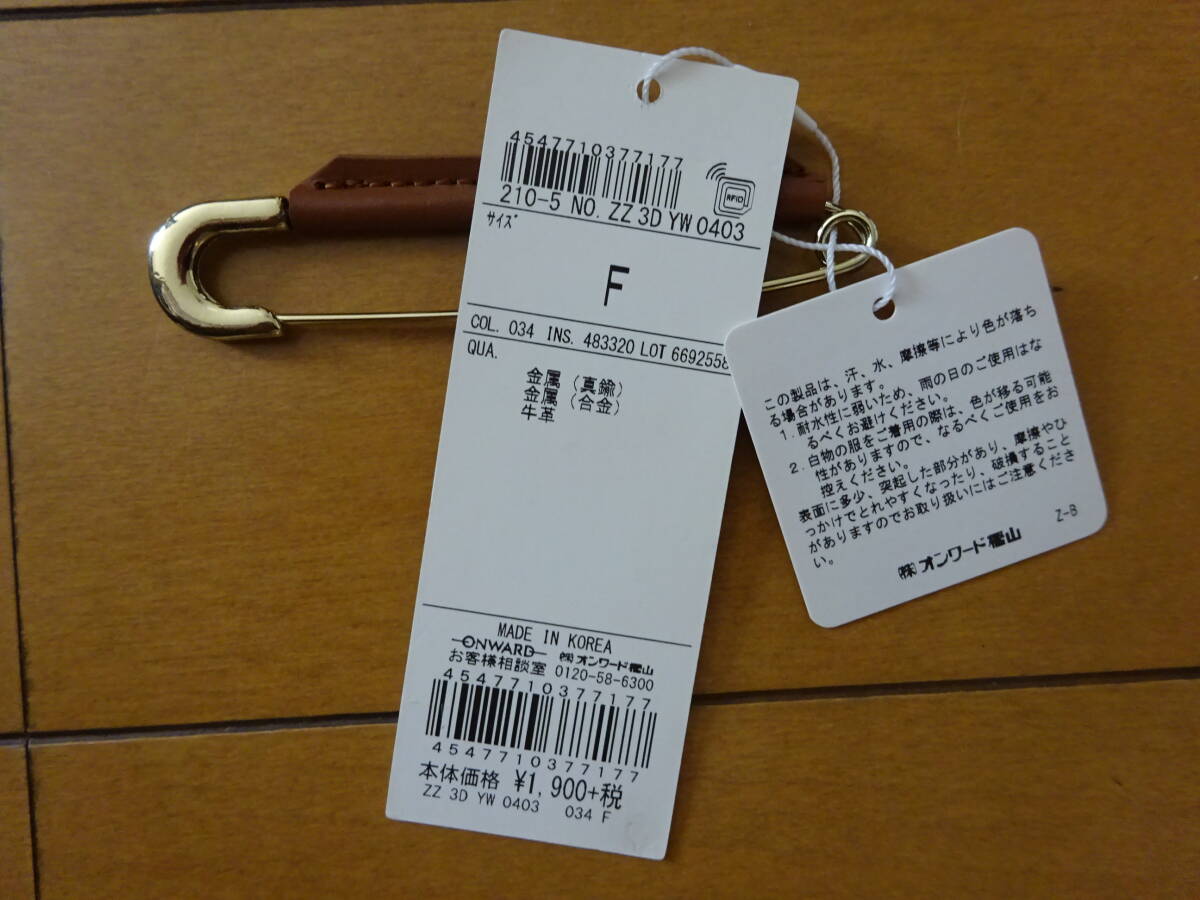 4547710377177
RFID
210-5 NO. ZZ 3D YW 0403
ｻｲｽﾞ
F
COL. 034 INS. 483320 LOT 6692558
QUA.
金属（真鍮）
金属（合金）
牛革
MADE IN KOREA
ONWARD ㈱オンワード樫山
お客様相談室 0120-58-6300
4547710377177
4547710377177
本体価格 ¥1,900+税
ZZ 3D YW 0403 034 F
この製品は、汗、水、摩擦等により色が落ち
る場合があります。
1.耐水性に弱いため、雨の日のご使用はな
るべくお避けください。
2.白物の服をご着用の際は、色が移る可能
性がありますので、なるべくご使用をお
控えください。
表面に多少、突起した部分があり、摩擦やひ
っかけでとれやすくなったり、破損すること
がありますのでお取り扱いにはご注意くださ
い。
Z-B
㈱オンワード樫山